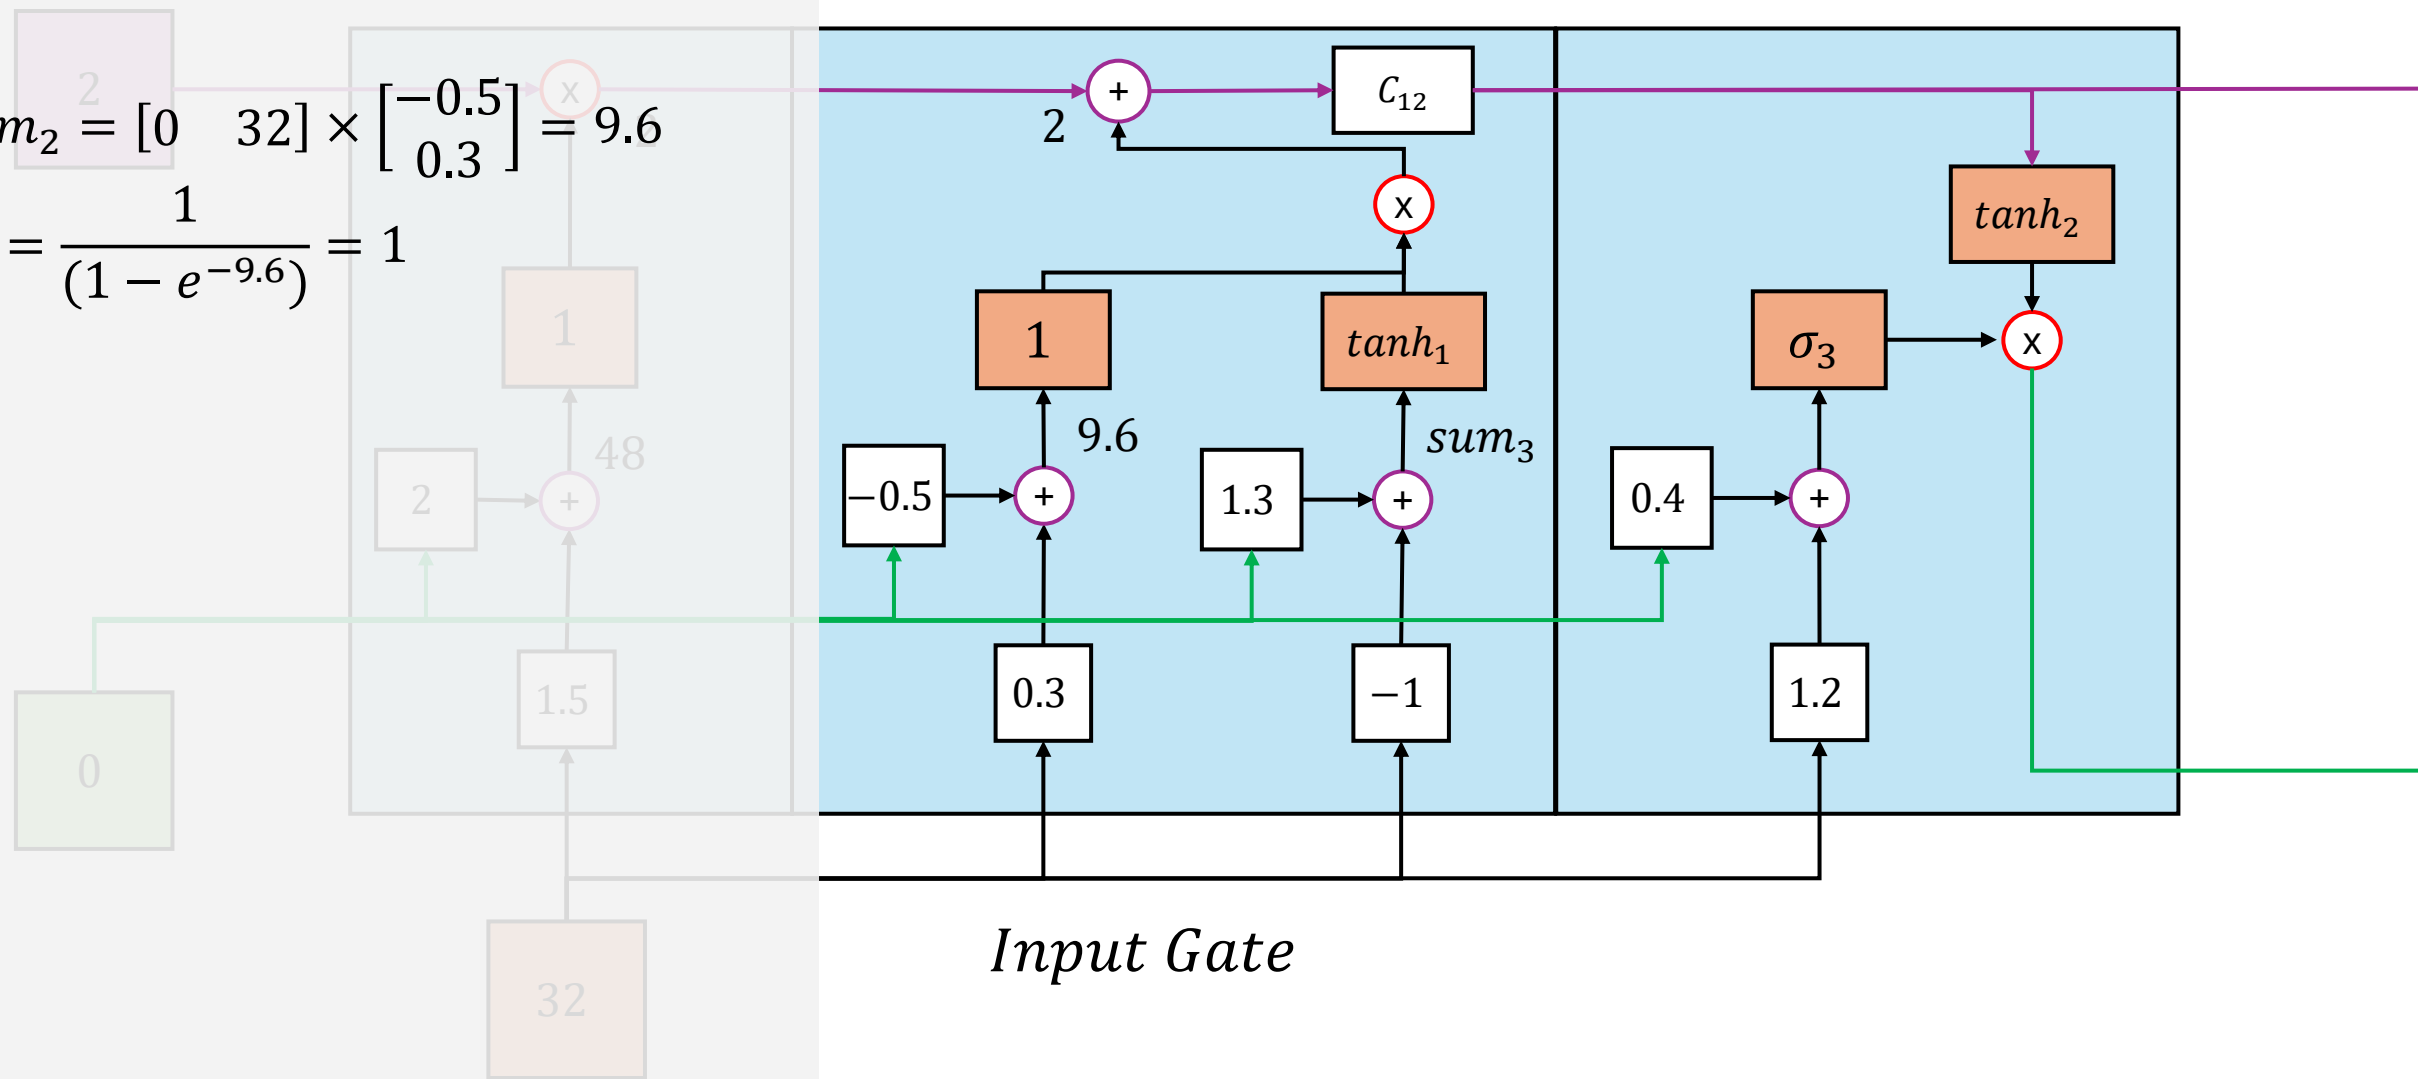 2
x
+
C₁₂
m₂ = [0 32] × [−0.5 0.3] = 9.6
2
2
x
tanh₂
= 1 / (1 − e^{−9.6}) = 1
1
1
tanh₁
σ₃
x
48
9.6
sum₃
2
+
−0.5
+
1.3
+
0.4
+
1.5
0.3
−1
1.2
0
Input Gate
32